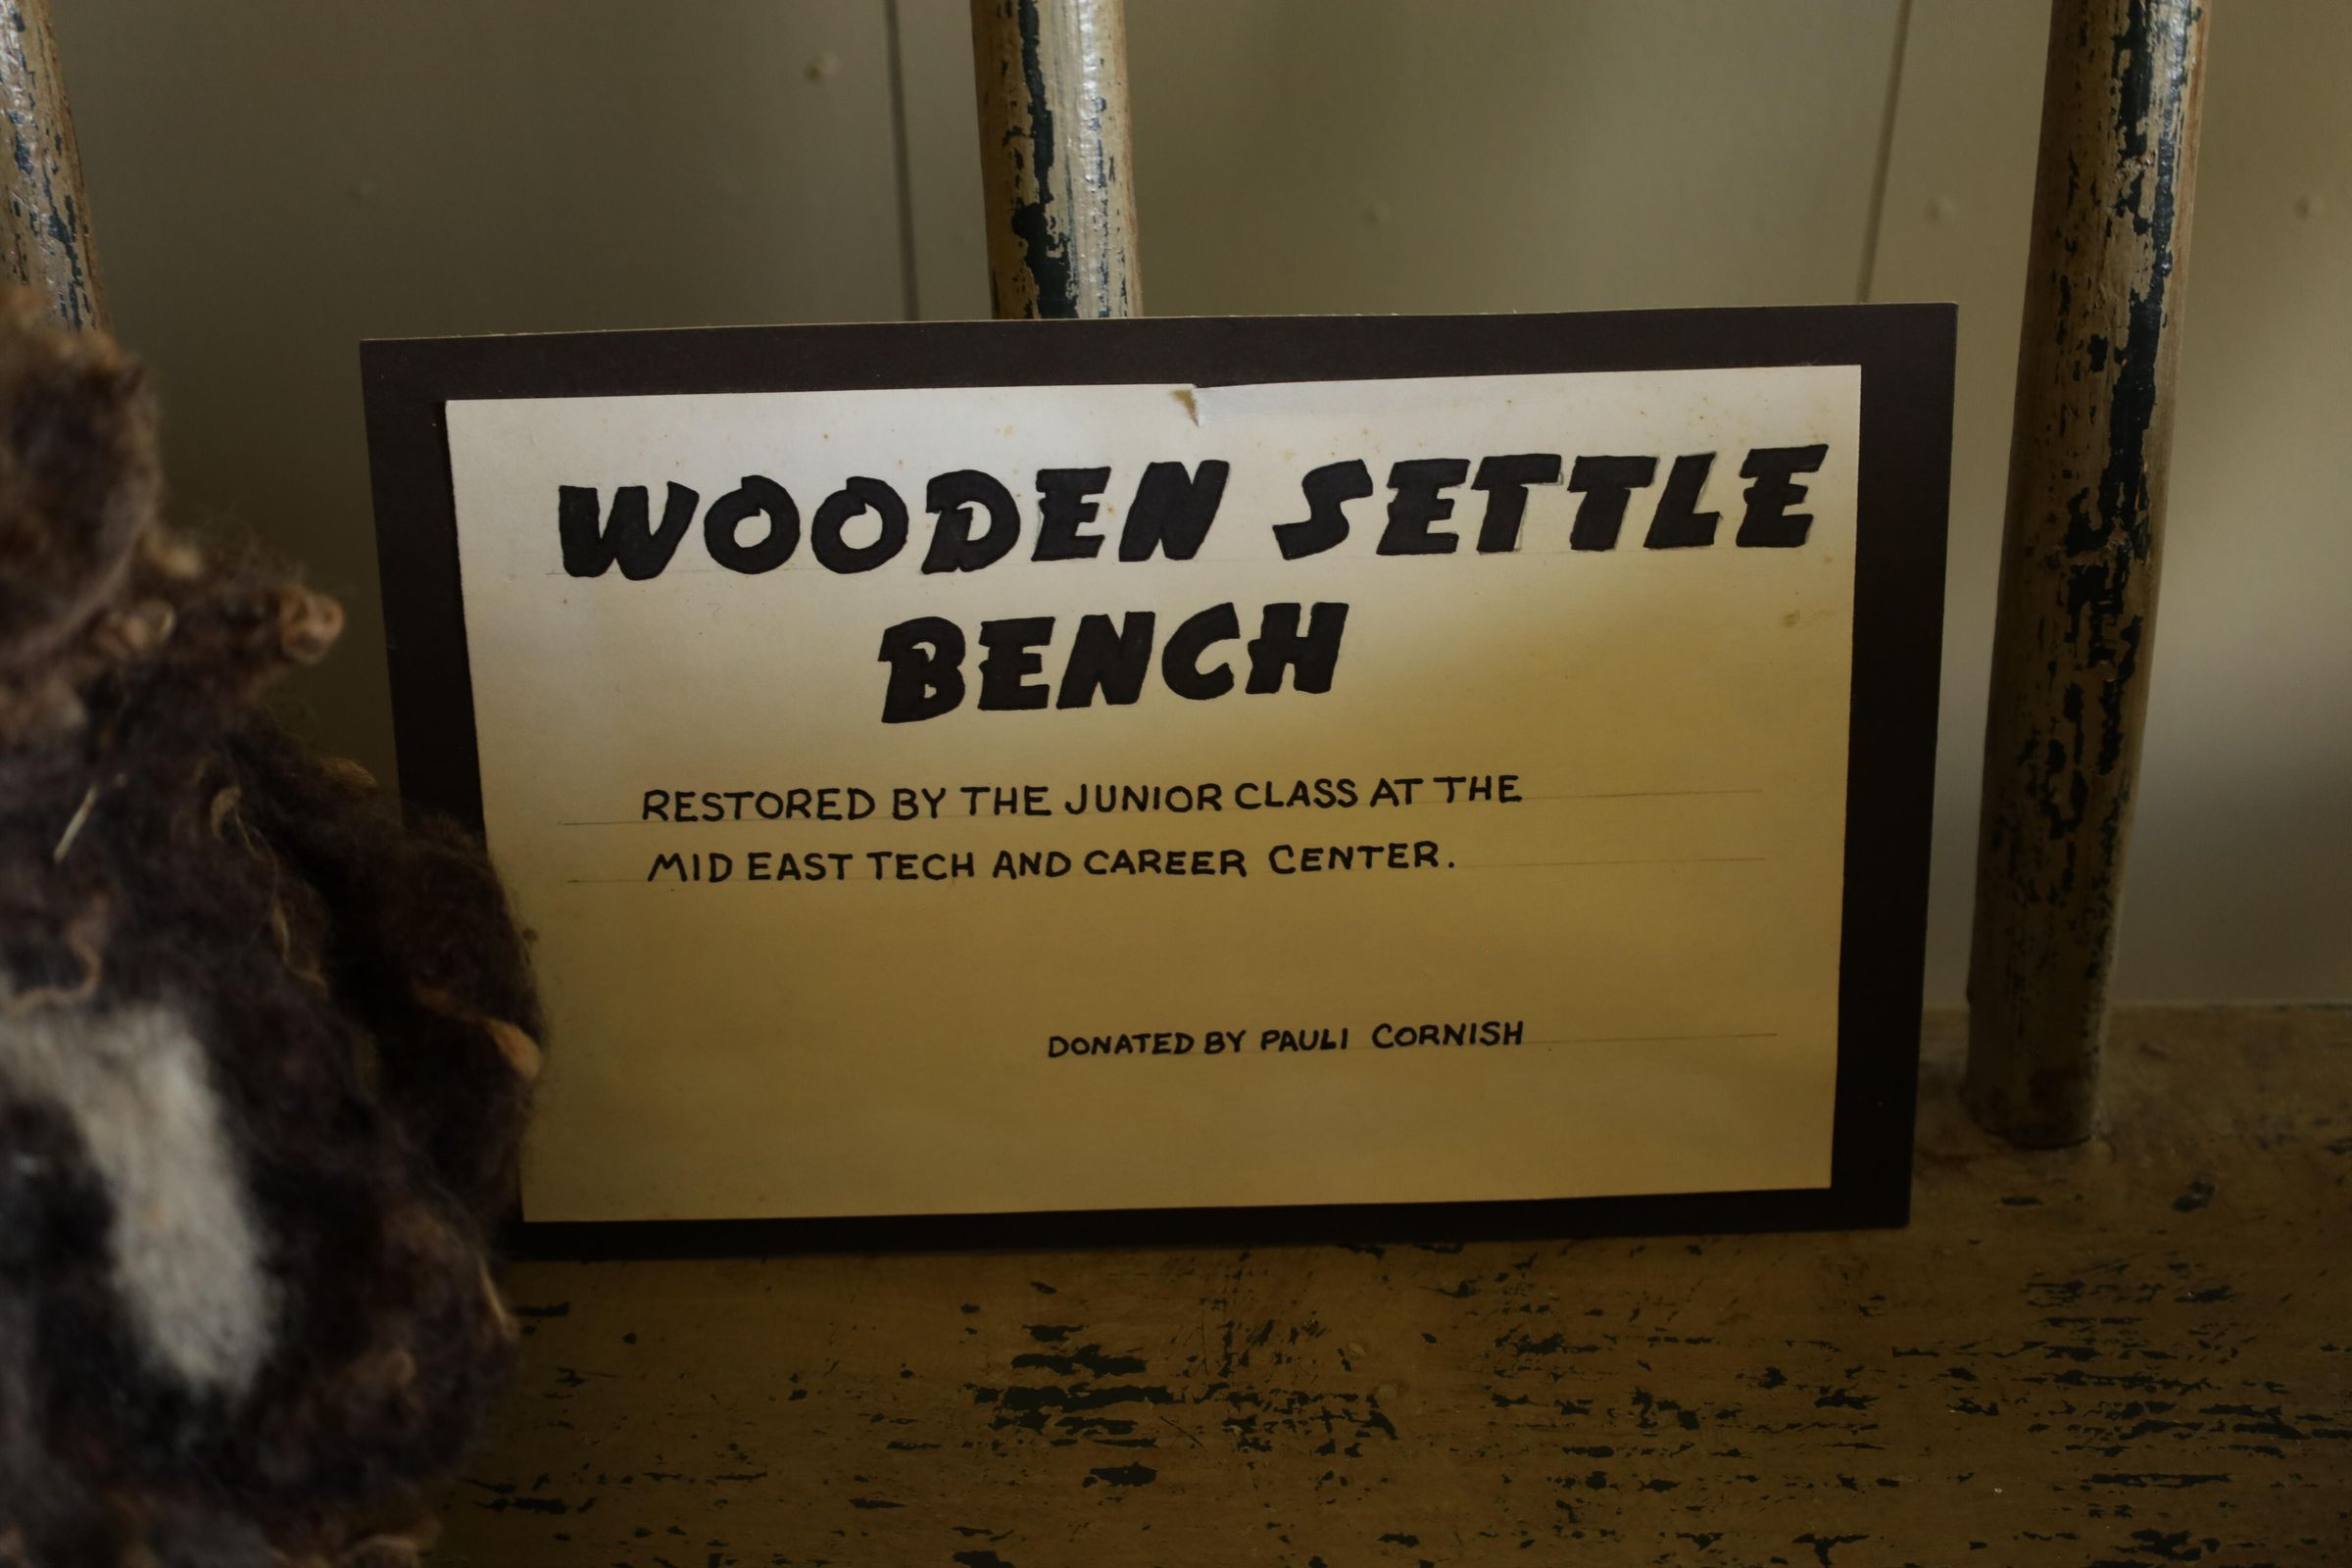 WOODEN SETTLE
BENCH
RESTORED BY THE JUNIOR CLASS AT THE
MID EAST TECH AND CAREER CENTER.
DONATED BY PAULI CORNISH